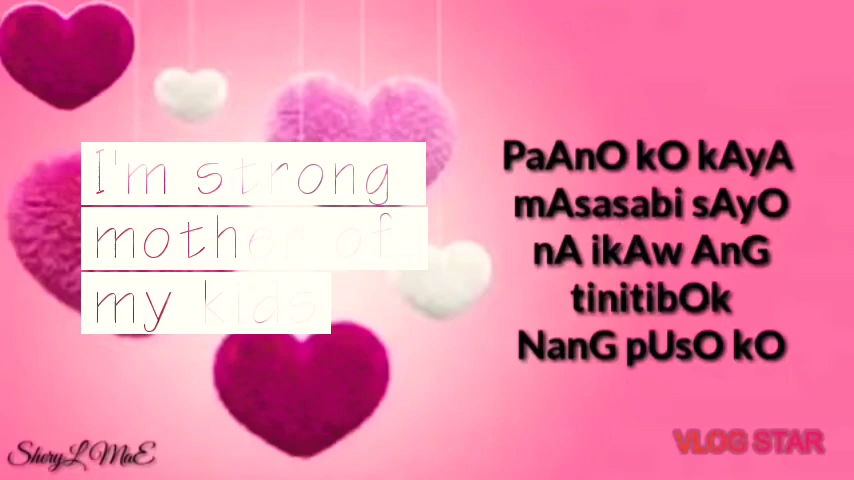 I'm strong
mother of
my kids
PaAnO kO kAyA
mAsasabi sAyO
nA ikAw AnG
tinitibOk
NanG pUsO kO
SheryL MaE
VLOG STAR